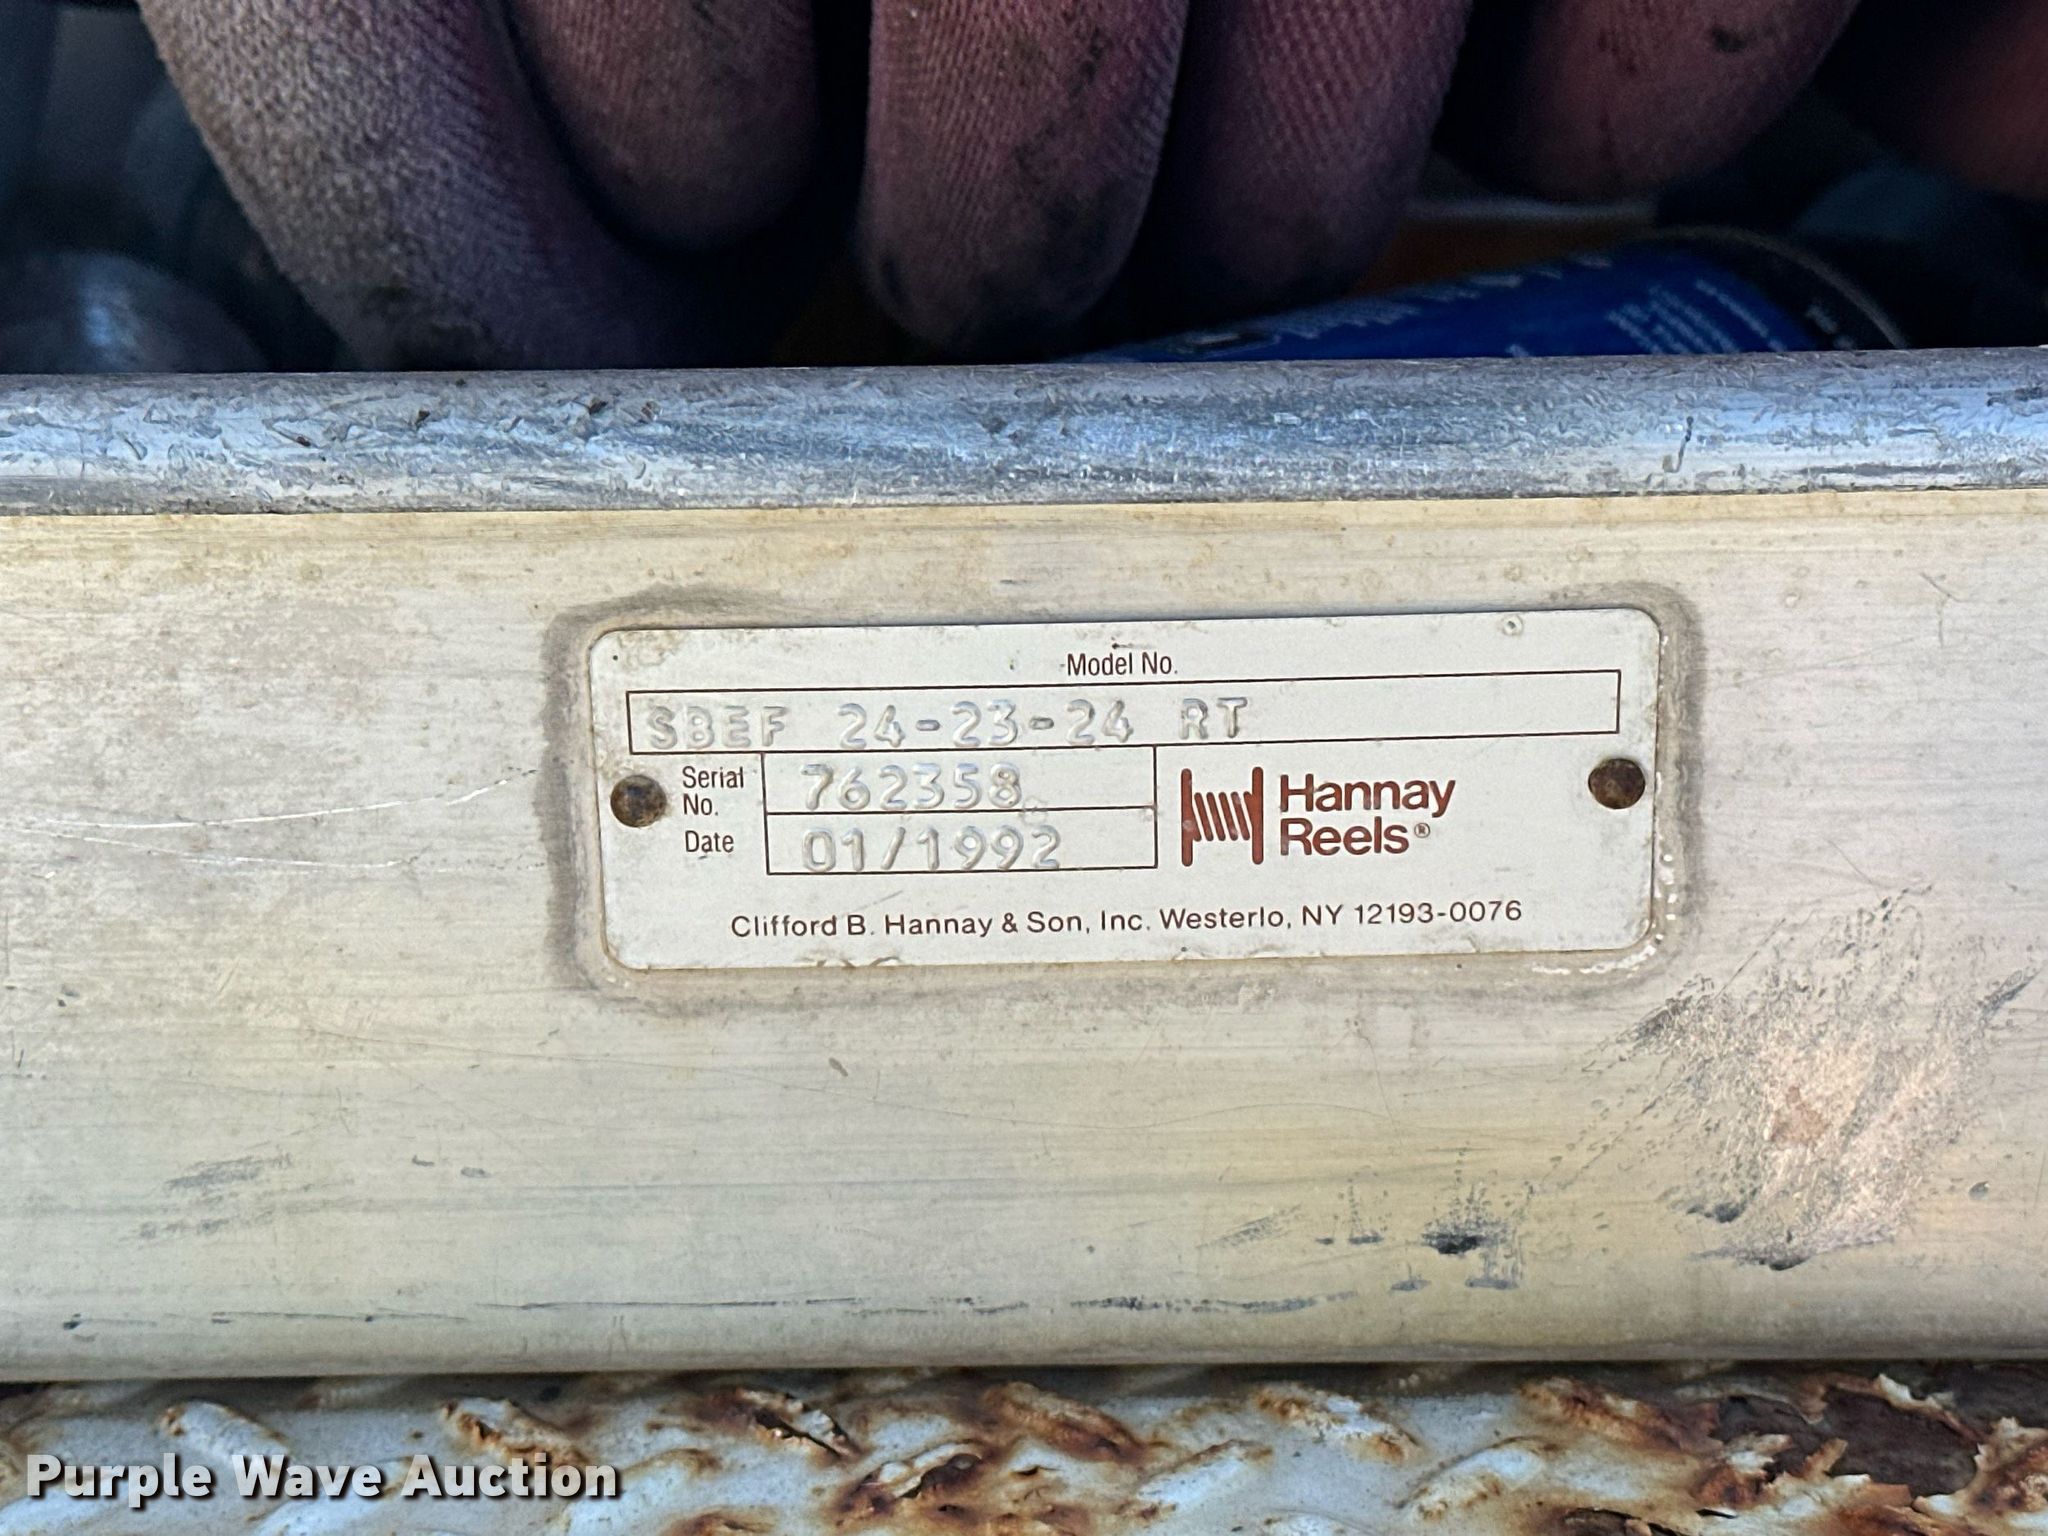 Model No.
SBEF 24-23-24 RT
Serial No. 762358
Date 01/1992
Hannay Reels®
Clifford B. Hannay & Son, Inc. Westerlo, NY 12193-0076
Purple Wave Auction